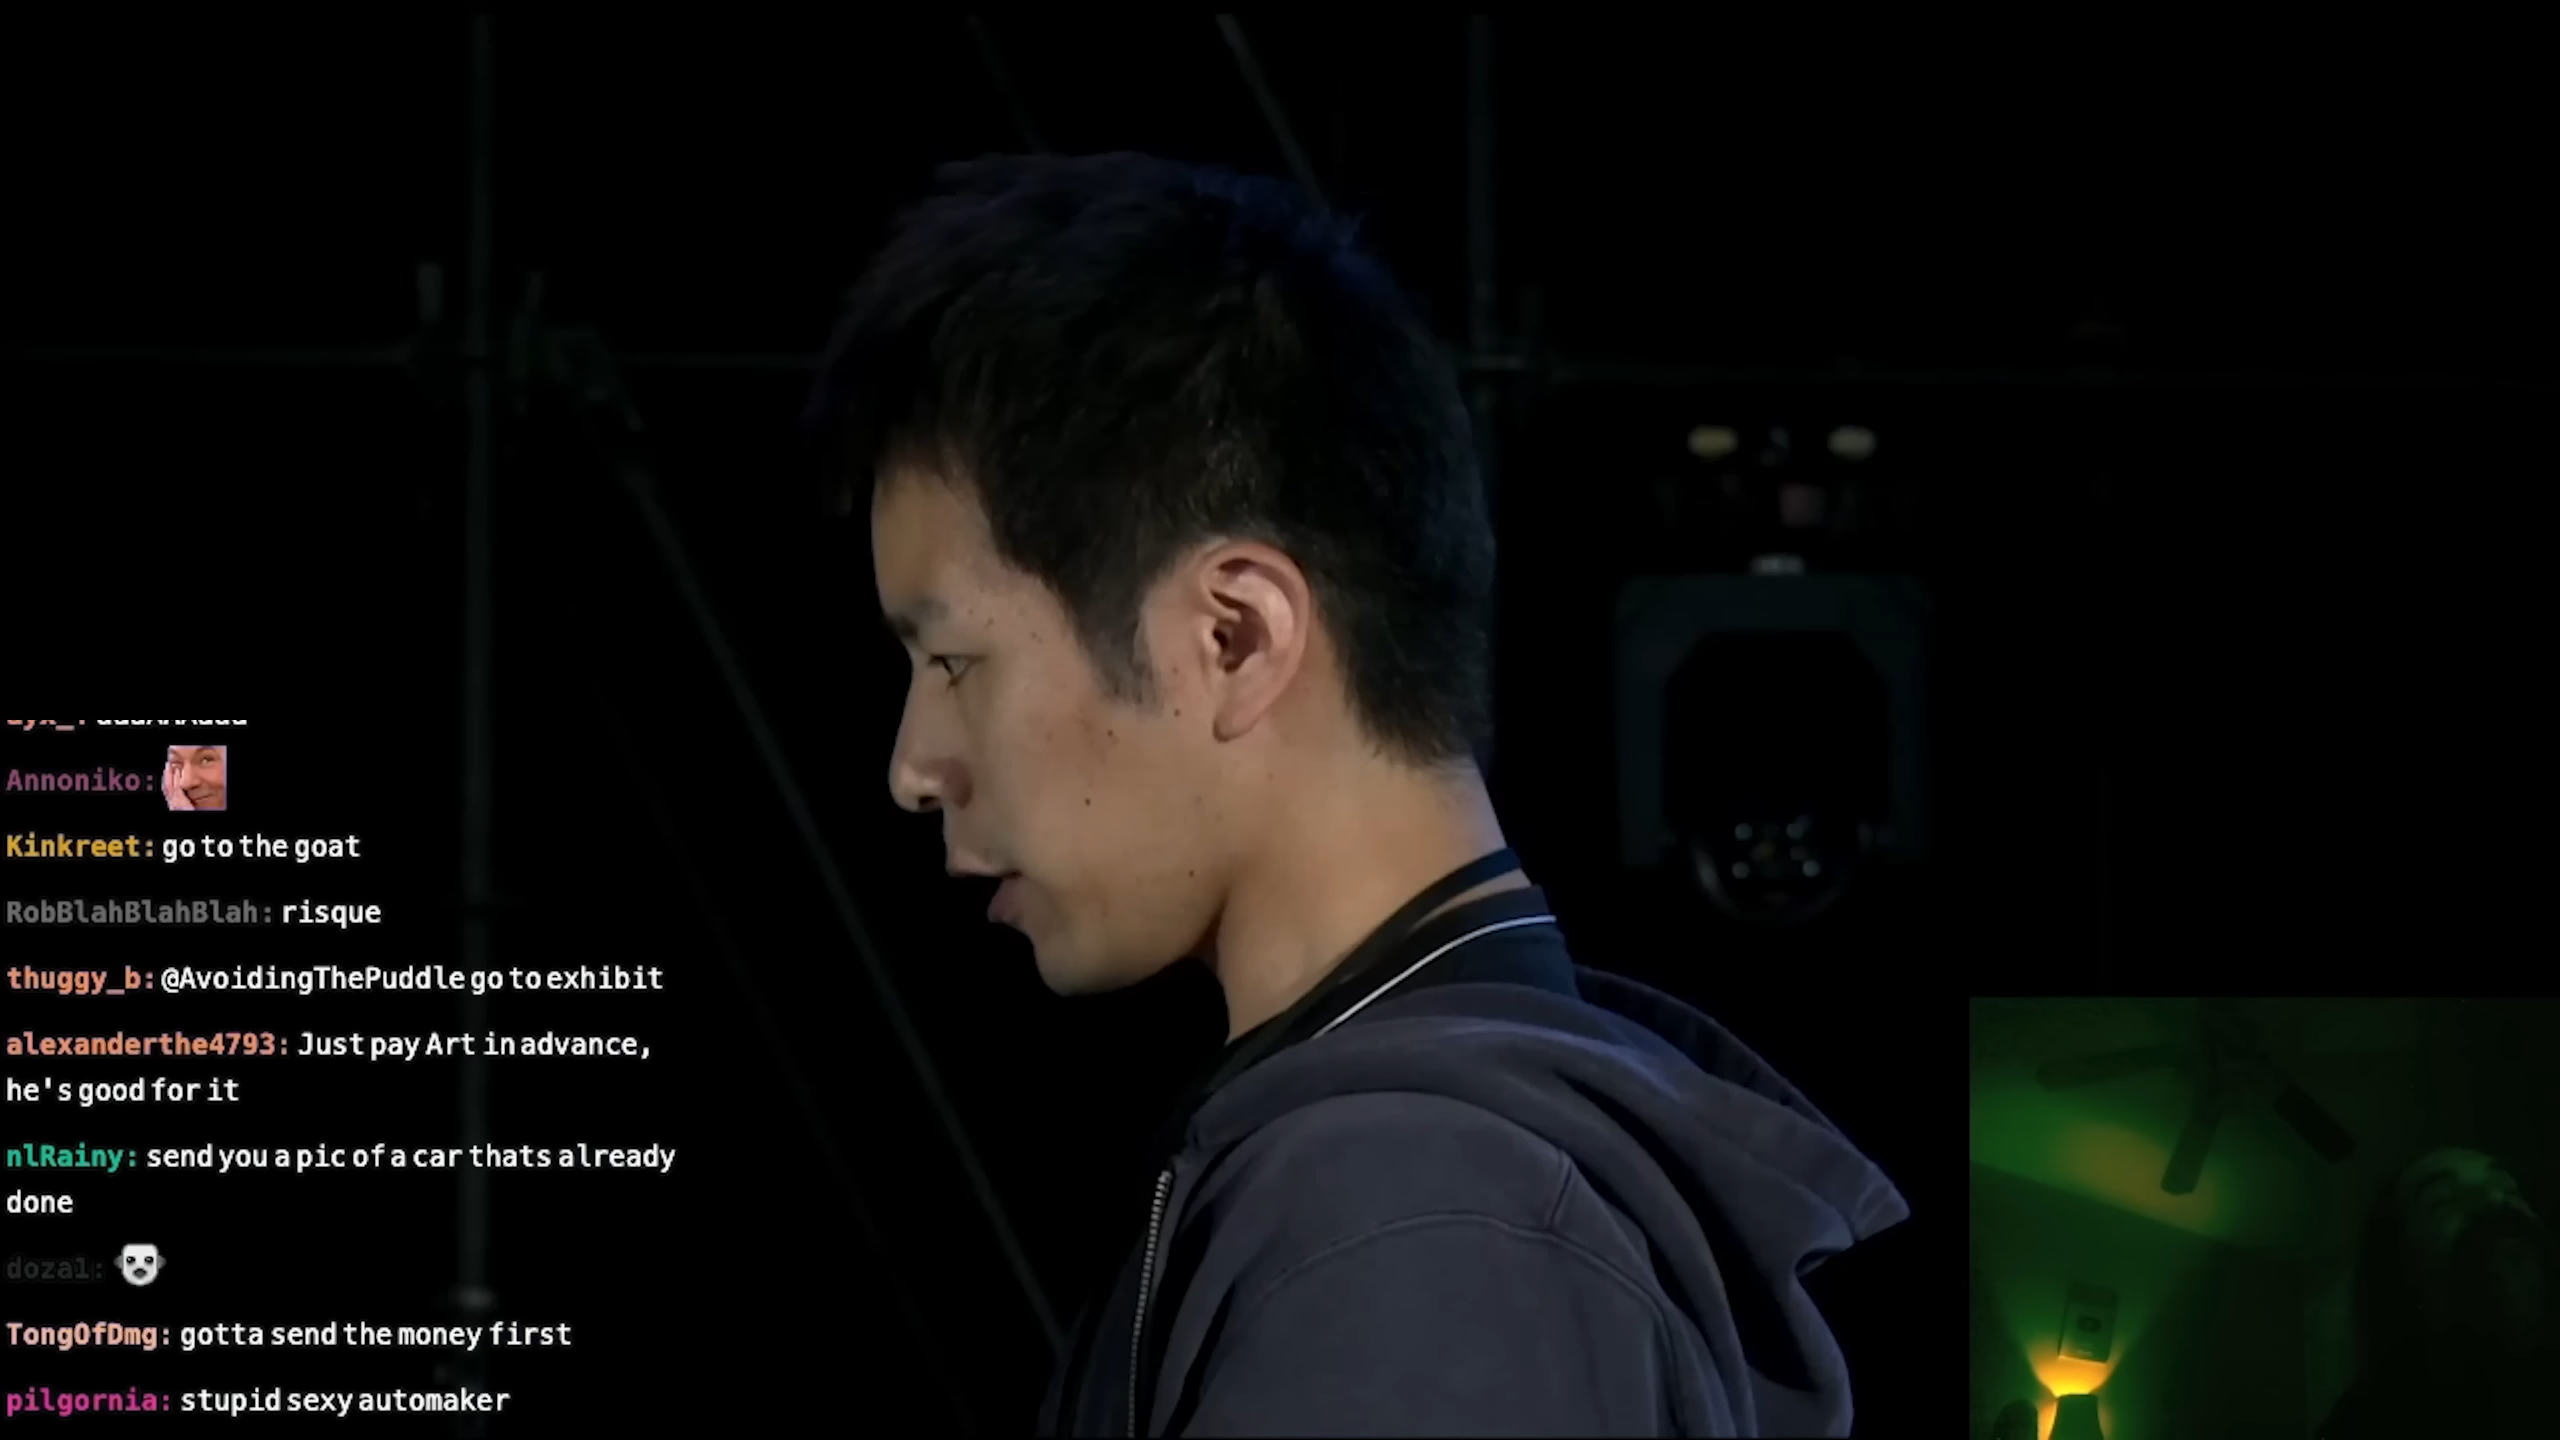 Annoniko:
Kinkreet: go to the goat
RobBlahBlahBlah: risque
thuggy_b: @AvoidingThePuddle go to exhibit
alexanderthe4793: Just pay Art in advance,
he's good for it
nlRainy: send you a pic of a car thats already
done
doza1:
TongOfDmg: gotta send the money first
pilgornia: stupid sexy automaker